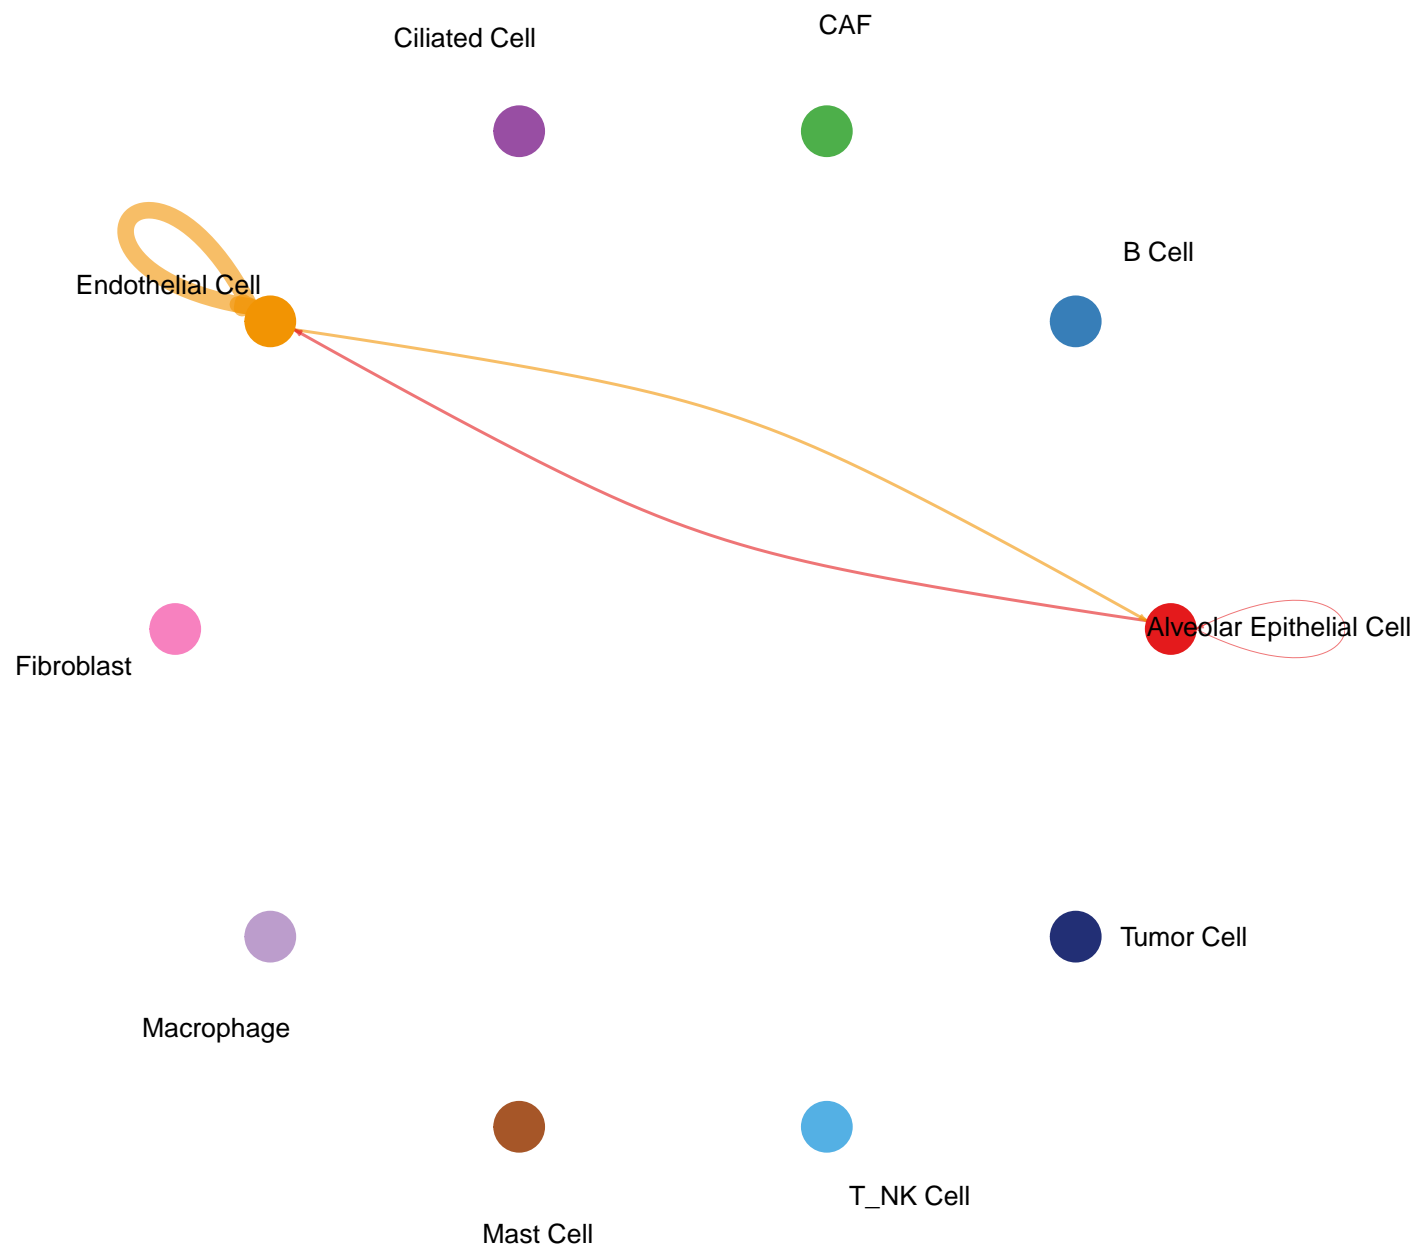 CAF
Ciliated Cell
B Cell
Endothelial Cell
Alveolar Epithelial Cell
Fibroblast
Tumor Cell
Macrophage
T_NK Cell
Mast Cell